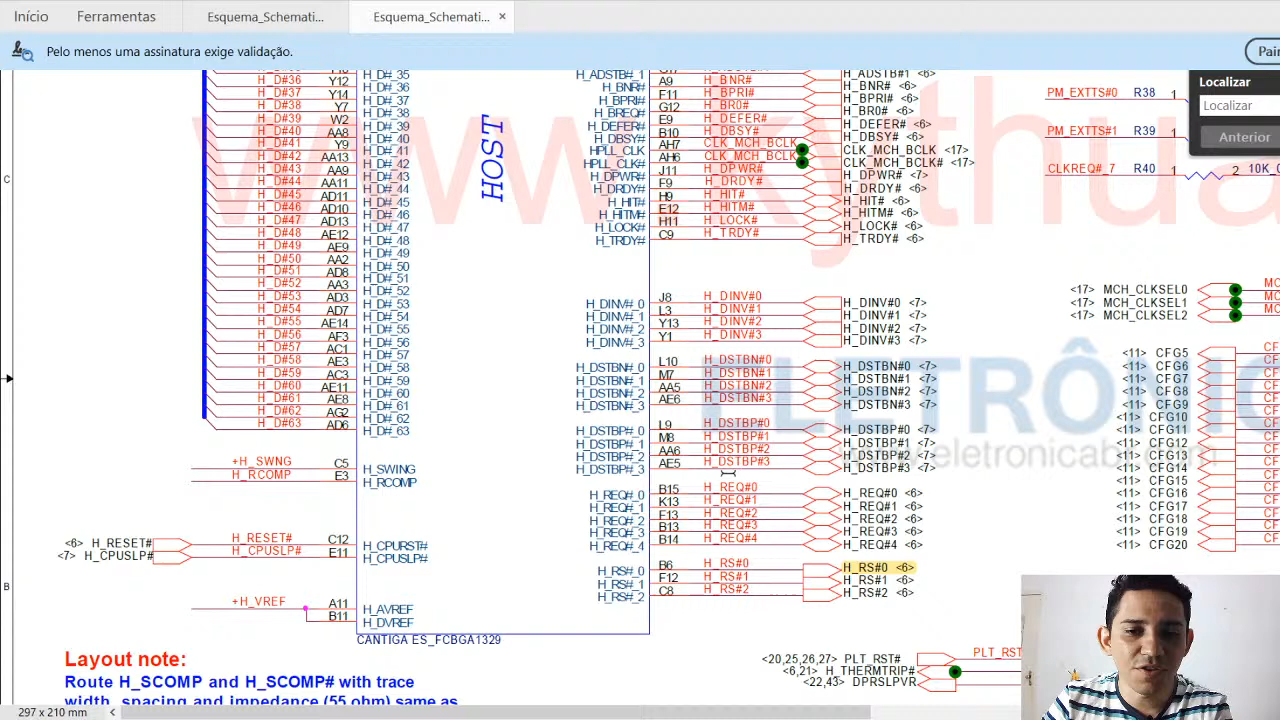 Início Ferramentas Esquema_Schemati... Esquema_Schemati... ×
Pelo menos uma assinatura exige validação.
Localizar
Localizar
Anterior
H_D#36 Y12 H_D#_36
H_D#37 Y14 H_D#_37
H_D#38 Y7 H_D#_38
H_D#39 W2 H_D#_39
H_D#40 AA8 H_D#_40
H_D#41 Y9 H_D#_41
H_D#42 AA13 H_D#_42
H_D#43 AA9 H_D#_43
H_D#44 AA11 H_D#_44
H_D#45 AD11 H_D#_45
H_D#46 AD10 H_D#_46
H_D#47 AD13 H_D#_47
H_D#48 AE12 H_D#_48
H_D#49 AE9 H_D#_49
H_D#50 AA2 H_D#_50
H_D#51 AD8 H_D#_51
H_D#52 AA3 H_D#_52
H_D#53 AD3 H_D#_53
H_D#54 AD7 H_D#_54
H_D#55 AE14 H_D#_55
H_D#56 AF3 H_D#_56
H_D#57 AC1 H_D#_57
H_D#58 AE3 H_D#_58
H_D#59 AC3 H_D#_59
H_D#60 AE11 H_D#_60
H_D#61 AE8 H_D#_61
H_D#62 AG2 H_D#_62
H_D#63 AD6 H_D#_63
+H_SWNG C5 H_SWING
H_RCOMP E3 H_RCOMP
<6> H_RESET# H_RESET# C12 H_CPURST#
<7> H_CPUSLP# H_CPUSLP# E11 H_CPUSLP#
+H_VREF A11 H_AVREF
B11 H_DVREF
HOST
CANTIGA ES_FCBGA1329
H_ADSTB#_1 H_ADSTB#1 <6>
H_BNR# A9 H_BNR# H_BNR# <6>
H_BPRI# F11 H_BPRI# H_BPRI# <6>
H_BREQ# G12 H_BR0# H_BR0# <6>
H_DEFER# E9 H_DEFER# H_DEFER# <6>
H_DBSY# B10 H_DBSY# H_DBSY# <6>
HPLL_CLK AH7 CLK_MCH_BCLK CLK_MCH_BCLK <17>
HPLL_CLK# AH6 CLK_MCH_BCLK CLK_MCH_BCLK# <17>
H_DPWR# J11 H_DPWR# H_DPWR# <7>
H_DRDY# F9 H_DRDY# H_DRDY# <6>
H_HIT# H9 H_HIT# H_HIT# <6>
H_HITM# E12 H_HITM# H_HITM# <6>
H_LOCK# H11 H_LOCK# H_LOCK# <6>
H_TRDY# C9 H_TRDY# H_TRDY# <6>
H_DINV#_0 J8 H_DINV#0 H_DINV#0 <7>
H_DINV#_1 L3 H_DINV#1 H_DINV#1 <7>
H_DINV#_2 Y13 H_DINV#2 H_DINV#2 <7>
H_DINV#_3 Y1 H_DINV#3 H_DINV#3 <7>
H_DSTBN#_0 L10 H_DSTBN#0 H_DSTBN#0 <7>
H_DSTBN#_1 M7 H_DSTBN#1 H_DSTBN#1 <7>
H_DSTBN#_2 AA5 H_DSTBN#2 H_DSTBN#2 <7>
H_DSTBN#_3 AE6 H_DSTBN#3 H_DSTBN#3 <7>
H_DSTBP#_0 L9 H_DSTBP#0 H_DSTBP#0 <7>
H_DSTBP#_1 M8 H_DSTBP#1 H_DSTBP#1 <7>
H_DSTBP#_2 AA6 H_DSTBP#2 H_DSTBP#2 <7>
H_DSTBP#_3 AE5 H_DSTBP#3 H_DSTBP#3 <7>
H_REQ#_0 B15 H_REQ#0 H_REQ#0 <6>
H_REQ#_1 K13 H_REQ#1 H_REQ#1 <6>
H_REQ#_2 F13 H_REQ#2 H_REQ#2 <6>
H_REQ#_3 B13 H_REQ#3 H_REQ#3 <6>
H_REQ#_4 B14 H_REQ#4 H_REQ#4 <6>
H_RS#_0 B6 H_RS#0 H_RS#0 <6>
H_RS#_1 F12 H_RS#1 H_RS#1 <6>
H_RS#_2 C8 H_RS#2 H_RS#2 <6>
PM_EXTTS#0 R38 1
PM_EXTTS#1 R39 1
CLKREQ#_7 R40 1 2
<17> MCH_CLKSEL0
<17> MCH_CLKSEL1
<17> MCH_CLKSEL2
<11> CFG5
<11> CFG6
<11> CFG7
<11> CFG8
<11> CFG9
<11> CFG10
<11> CFG11
<11> CFG12
<11> CFG13
<11> CFG14
<11> CFG15
<11> CFG16
<11> CFG17
<11> CFG18
<11> CFG19
<11> CFG20
<20,25,26,27> PLT_RST# PLT_RST
<6,21> H_THERMTRIP#
<22,43> DPRSLPVR
C
B
Layout note:
Route H_SCOMP and H_SCOMP# with trace
width, spacing and impedance (55 ohm) same as
297 x 210 mm